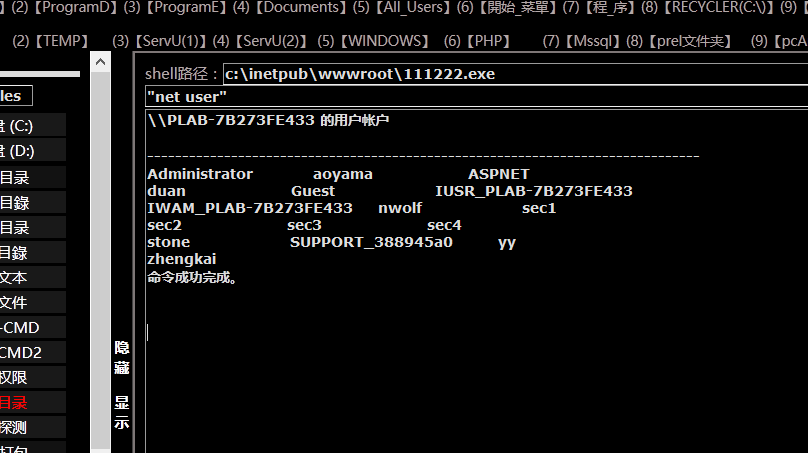 (2)【ProgramD】(3)【ProgramE】(4)【Documents】(5)【All_Users】(6)【開始_菜單】(7)【程_序】(8)【RECYCLER(C:\)】(9)【
(2)【TEMP】 (3)【ServU(1)】(4)【ServU(2)】 (5)【WINDOWS】 (6)【PHP】 (7)【Mssql】(8)【prel文件夹】 (9)【pcA
shell路徑：c:\inetpub\wwwroot\111222.exe
"net user"
\\PLAB-7B273FE433 的用户帐户
-------------------------------------------------------------------------------
Administrator aoyama ASPNET
duan Guest IUSR_PLAB-7B273FE433
IWAM_PLAB-7B273FE433 nwolf sec1
sec2 sec3 sec4
stone SUPPORT_388945a0 yy
zhengkai
命令成功完成。
les
盘 (C:)
盘 (D:)
目录
目錄
目录
目錄
文本
文件
-CMD
CMD2
权限
目录
探测
打包
隐
藏
显
示